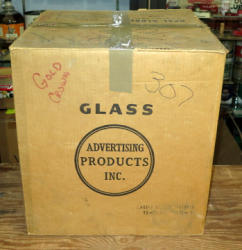 GOLD
CROWN
307
GLASS
ADVERTISING
PRODUCTS
INC.